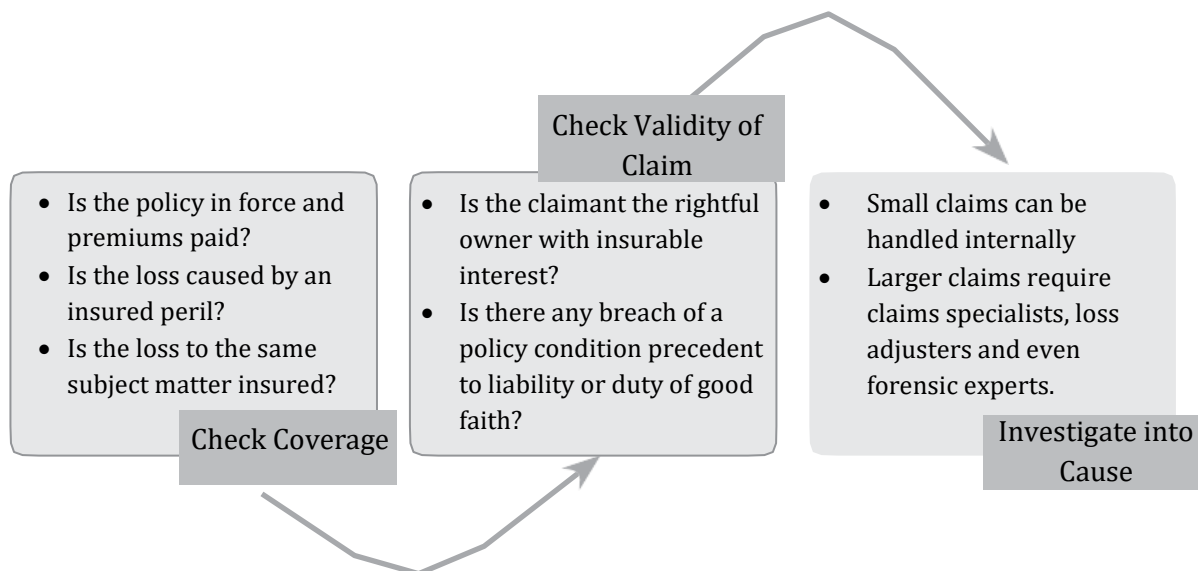 • Is the policy in force and
premiums paid?
• Is the loss caused by an
insured peril?
• Is the loss to the same
subject matter insured?
Check Coverage
Check Validity of
Claim
• Is the claimant the rightful
owner with insurable
interest?
• Is there any breach of a
policy condition precedent
to liability or duty of good
faith?
• Small claims can be
handled internally
• Larger claims require
claims specialists, loss
adjusters and even
forensic experts.
Investigate into
Cause